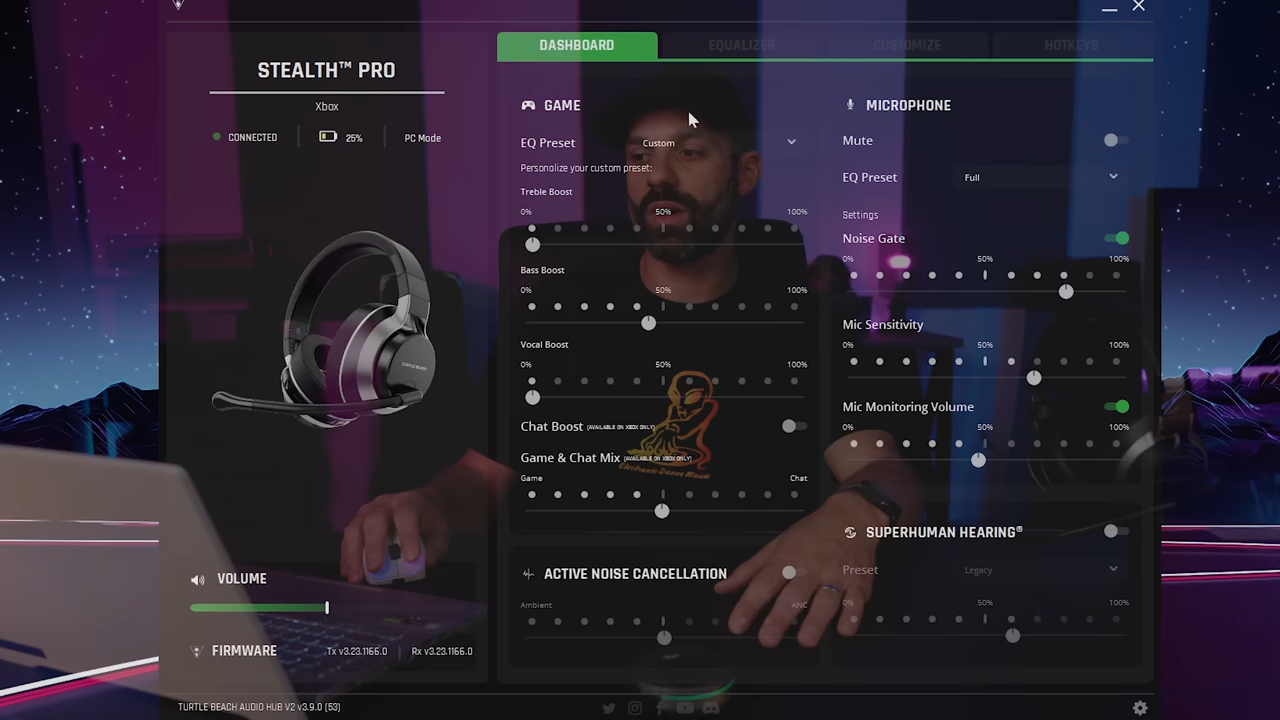 STEALTH™ PRO
Xbox
CONNECTED
25%
PC Mode
VOLUME
FIRMWARE
Tx v3.23.1166.0
Rx v3.23.1166.0
DASHBOARD
EQUALIZER
CUSTOMIZE
HOTKEYS
GAME
EQ Preset
Custom
Personalize your custom preset:
Treble Boost
0% 50% 100%
Bass Boost
0% 50% 100%
Vocal Boost
0% 50% 100%
Chat Boost (AVAILABLE ON XBOX ONLY)
Game & Chat Mix (AVAILABLE ON XBOX ONLY)
Game Chat
ACTIVE NOISE CANCELLATION
Ambient ANC
MICROPHONE
Mute
EQ Preset Full
Settings
Noise Gate
0% 50% 100%
Mic Sensitivity
0% 50% 100%
Mic Monitoring Volume
0% 50% 100%
SUPERHUMAN HEARING®
Preset Legacy
0% 50% 100%
TURTLE BEACH AUDIO HUB V2 v3.9.0 (53)